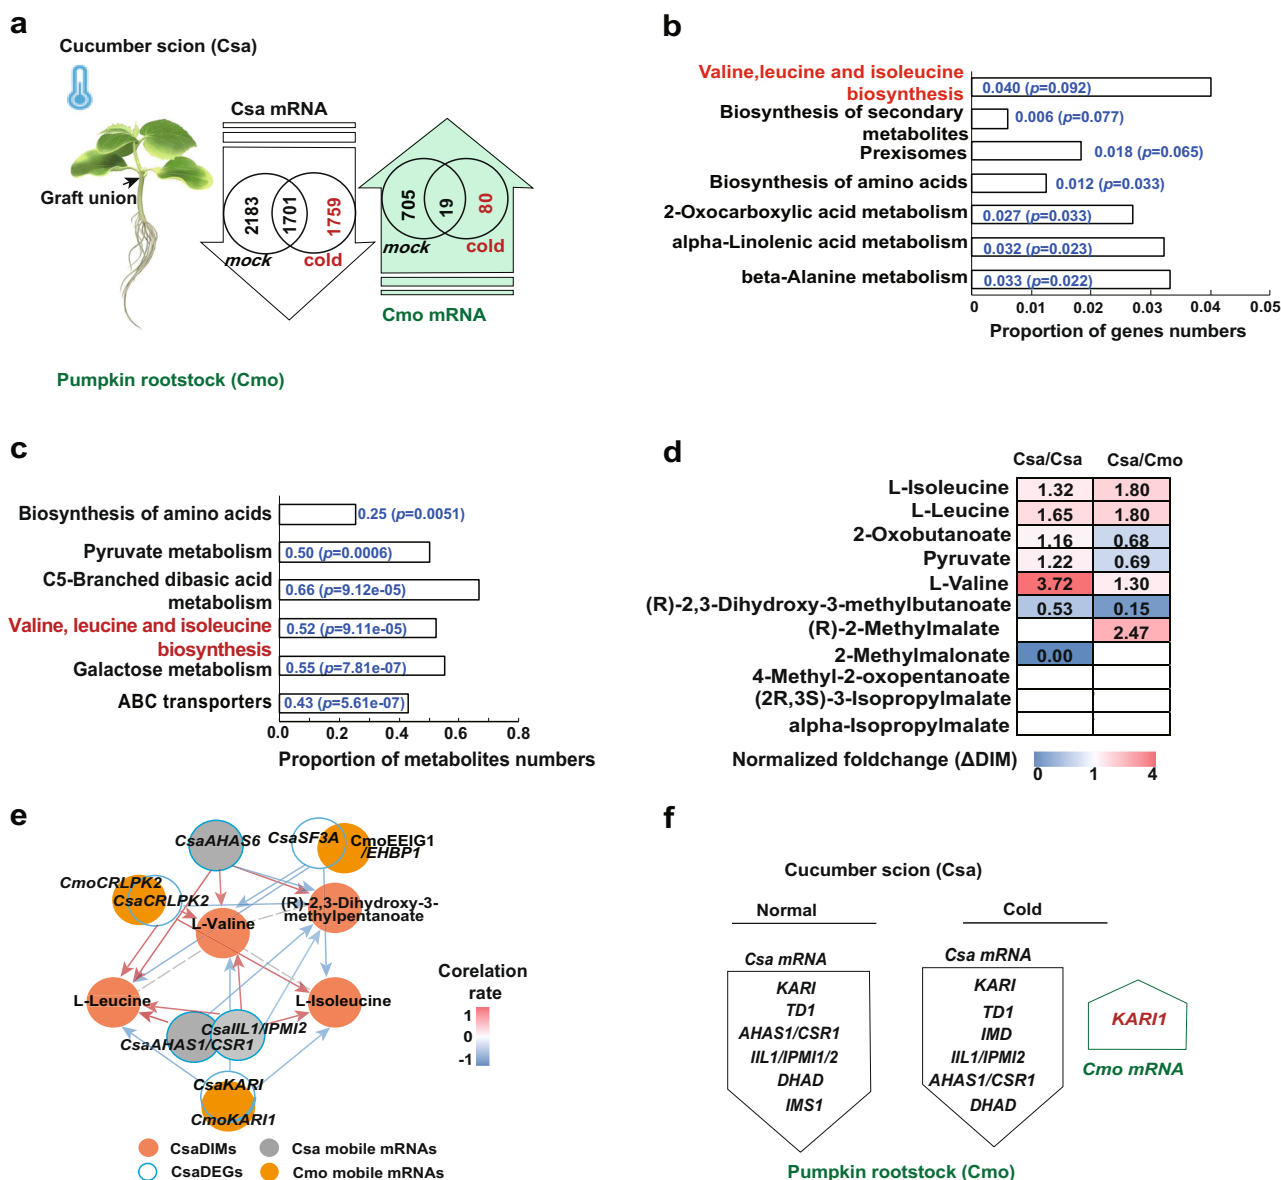 a
Cucumber scion (Csa)
Csa mRNA
Graft union
2183
1701
1759
mock
cold
705
19
80
mock
cold
Cmo mRNA
Pumpkin rootstock (Cmo)
b
Valine,leucine and isoleucine
biosynthesis
0.040 (p=0.092)
Biosynthesis of secondary
metabolites
0.006 (p=0.077)
Prexisomes
0.018 (p=0.065)
Biosynthesis of amino acids
0.012 (p=0.033)
2-Oxocarboxylic acid metabolism
0.027 (p=0.033)
alpha-Linolenic acid metabolism
0.032 (p=0.023)
beta-Alanine metabolism
0.033 (p=0.022)
0 0.01 0.02 0.03 0.04 0.05
Proportion of genes numbers
c
Biosynthesis of amino acids
0.25 (p=0.0051)
Pyruvate metabolism
0.50 (p=0.0006)
C5-Branched dibasic acid
metabolism
0.66 (p=9.12e-05)
Valine, leucine and isoleucine
biosynthesis
0.52 (p=9.11e-05)
Galactose metabolism
0.55 (p=7.81e-07)
ABC transporters
0.43 (p=5.61e-07)
0.0 0.2 0.4 0.6 0.8
Proportion of metabolites numbers
d
Csa/Csa Csa/Cmo
L-Isoleucine 1.32 1.80
L-Leucine 1.65 1.80
2-Oxobutanoate 1.16 0.68
Pyruvate 1.22 0.69
L-Valine 3.72 1.30
(R)-2,3-Dihydroxy-3-methylbutanoate 0.53 0.15
(R)-2-Methylmalate 2.47
2-Methylmalonate 0.00
4-Methyl-2-oxopentanoate
(2R,3S)-3-Isopropylmalate
alpha-Isopropylmalate
Normalized foldchange (ΔDIM)
0 1 4
e
CsaAHAS6
CsaSF3A
CmoEEIG1
/EHBP1
CmoCRLPK2
CsaCRLPK2
(R)-2,3-Dihydroxy-3-
methylpentanoate
L-Valine
L-Leucine
L-Isoleucine
CsaIIL1/IPMI2
CsaAHAS1/CSR1
CsaKARI
CmoKARI1
Corelation
rate
1
0
-1
CsaDIMs
Csa mobile mRNAs
CsaDEGs
Cmo mobile mRNAs
f
Cucumber scion (Csa)
Normal
Cold
Csa mRNA
KARI
TD1
AHAS1/CSR1
IIL1/IPMI1/2
DHAD
IMS1
Csa mRNA
KARI
TD1
IMD
IIL1/IPMI2
AHAS1/CSR1
DHAD
KARI1
Cmo mRNA
Pumpkin rootstock (Cmo)